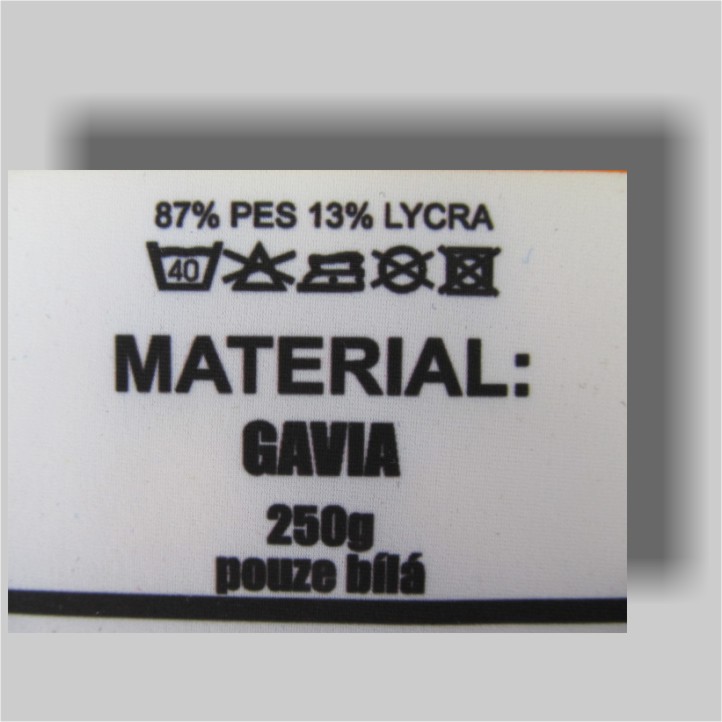 87% PES 13% LYCRA
40
MATERIAL:
GAVIA
250g
pouze bílá